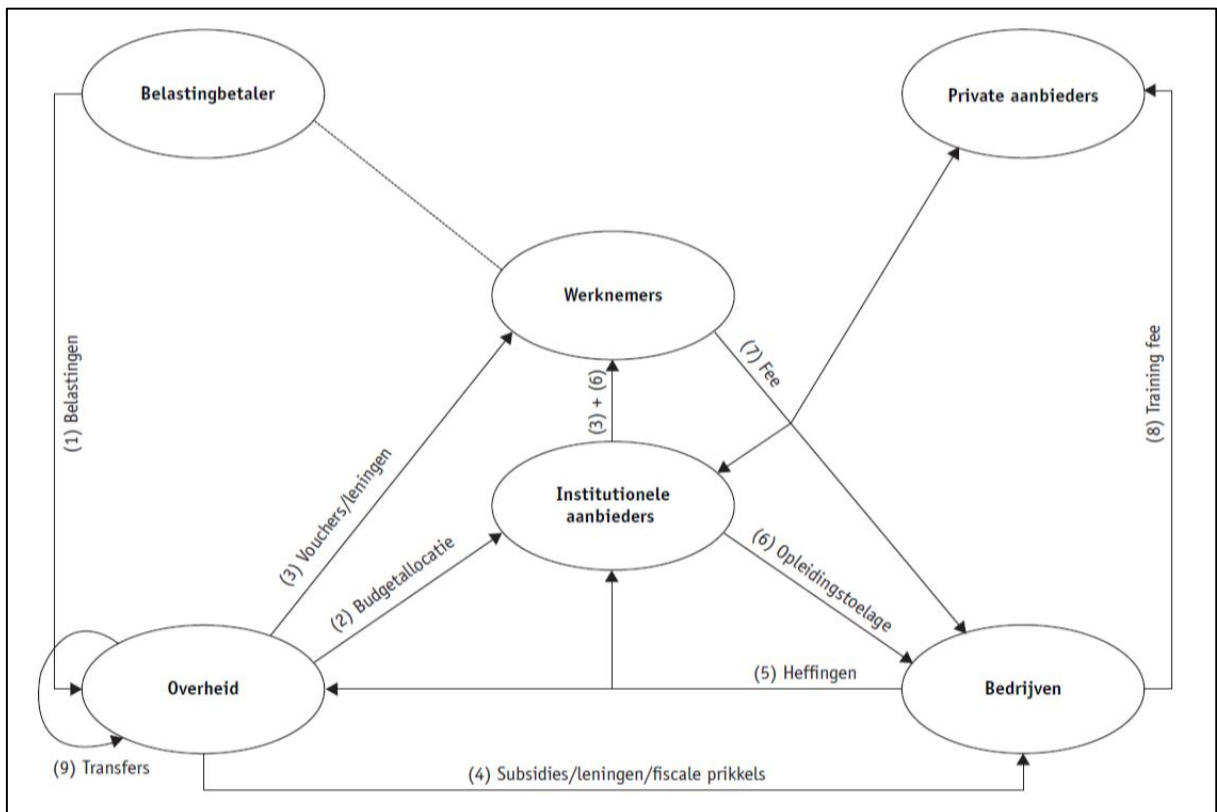 Belastingbetaler
Private aanbieders
Werknemers
(1) Belastingen
(7) Fee
(8) Training fee
(3) + (6)
(3) Vouchers/leningen
Institutionele
aanbieders
(2) Budgetallocatie
(6) Opleidingstoelage
(5) Heffingen
Overheid
Bedrijven
(9) Transfers
(4) Subsidies/leningen/fiscale prikkels